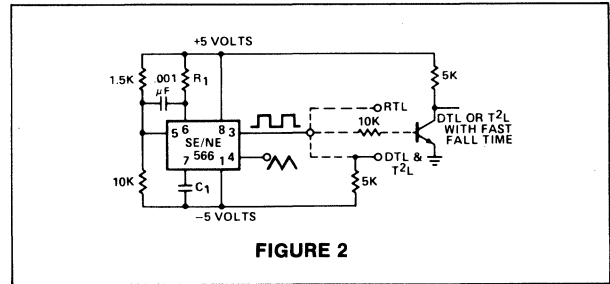 +5 VOLTS
1.5K
.001
μF
R1
5K
6
8
5
3
SE/NE
566
7
1
4
RTL
10K
DTL OR T²L
WITH FAST
FALL TIME
DTL &
T²L
10K
C1
5K
−5 VOLTS
FIGURE 2